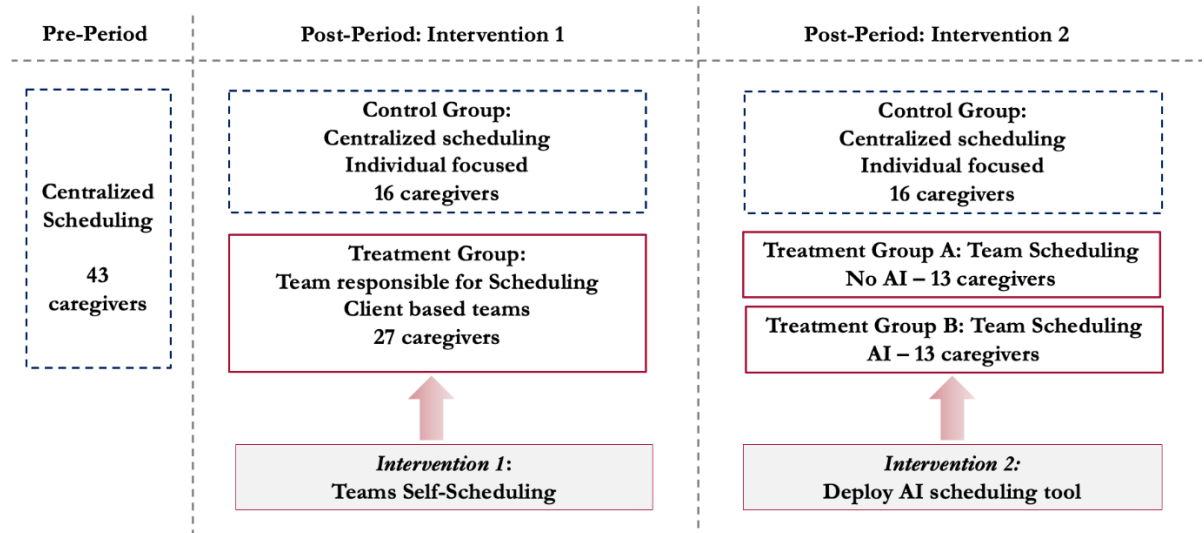 Pre-Period
Post-Period: Intervention 1
Post-Period: Intervention 2
Centralized
Scheduling
43
caregivers
Control Group:
Centralized scheduling
Individual focused
16 caregivers
Treatment Group:
Team responsible for Scheduling
Client based teams
27 caregivers
Intervention 1:
Teams Self-Scheduling
Control Group:
Centralized scheduling
Individual focused
16 caregivers
Treatment Group A: Team Scheduling
No AI – 13 caregivers
Treatment Group B: Team Scheduling
AI – 13 caregivers
Intervention 2:
Deploy AI scheduling tool